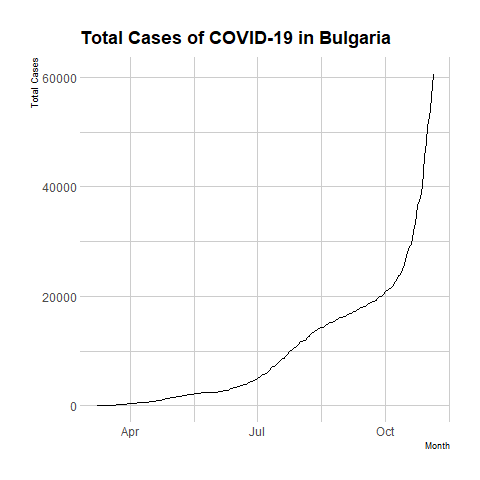 Total Cases of COVID-19 in Bulgaria
Total Cases
60000
40000
20000
0
Apr Jul Oct
Month